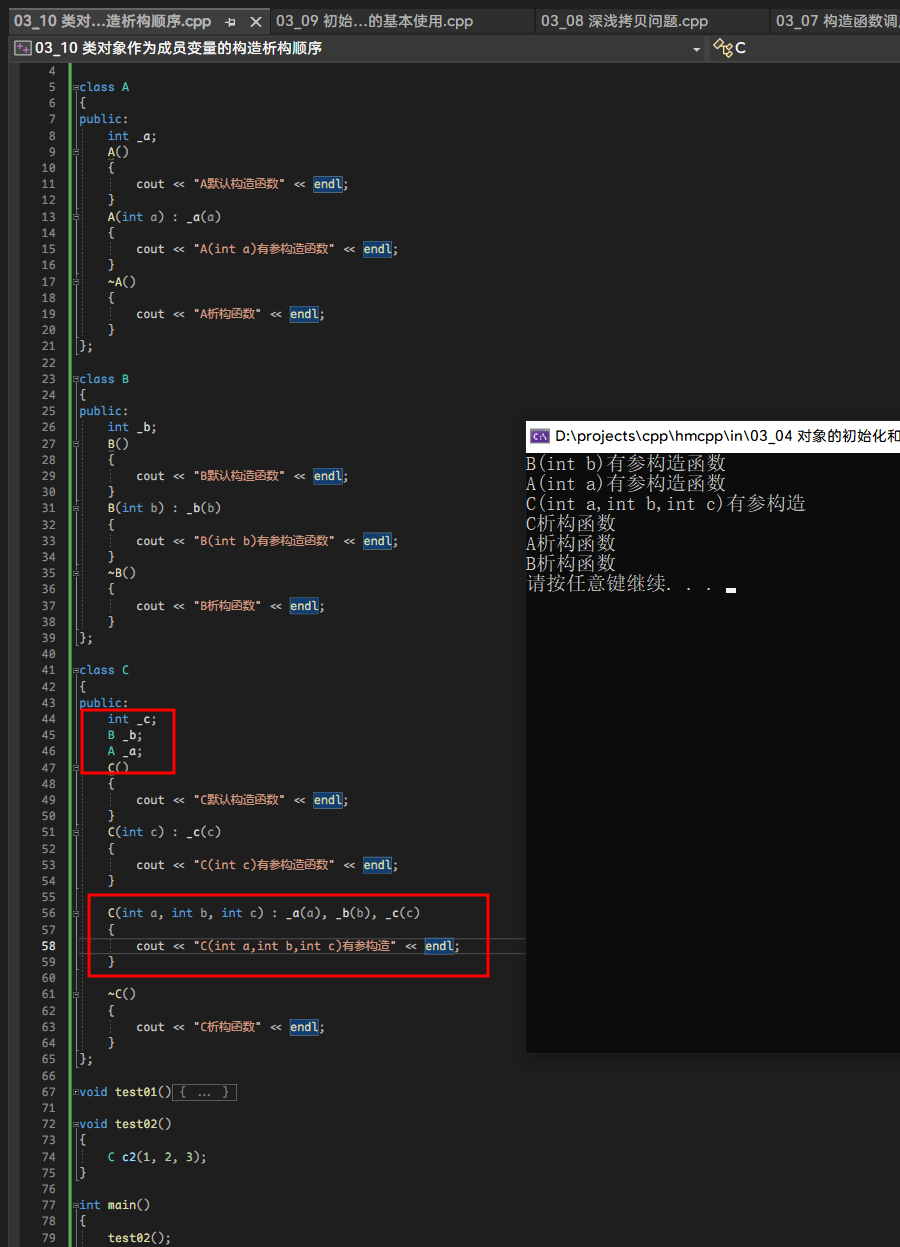 03_10 类对...造析构顺序.cpp 03_09 初始...的基本使用.cpp 03_08 深浅拷贝问题.cpp 03_07 构造函数调
03_10 类对象作为成员变量的构造析构顺序 C
4
5 class A
6 {
7 public:
8 int _a;
9 A()
10 {
11 cout << "A默认构造函数" << endl;
12 }
13 A(int a) : _a(a)
14 {
15 cout << "A(int a)有参构造函数" << endl;
16 }
17 ~A()
18 {
19 cout << "A析构函数" << endl;
20 }
21 };
22
23 class B
24 {
25 public:
26 int _b;
27 B()
28 {
29 cout << "B默认构造函数" << endl;
30 }
31 B(int b) : _b(b)
32 {
33 cout << "B(int b)有参构造函数" << endl;
34 }
35 ~B()
36 {
37 cout << "B析构函数" << endl;
38 }
39 };
40
41 class C
42 {
43 public:
44 int _c;
45 B _b;
46 A _a;
47 C()
48 {
49 cout << "C默认构造函数" << endl;
50 }
51 C(int c) : _c(c)
52 {
53 cout << "C(int c)有参构造函数" << endl;
54 }
55
56 C(int a, int b, int c) : _a(a), _b(b), _c(c)
57 {
58 cout << "C(int a,int b,int c)有参构造" << endl;
59 }
60
61 ~C()
62 {
63 cout << "C析构函数" << endl;
64 }
65 };
66
67 void test01(){ ... }
71
72 void test02()
73 {
74 C c2(1, 2, 3);
75 }
76
77 int main()
78 {
79 test02();
C:\ D:\projects\cpp\hmcpp\in\03_04 对象的初始化和
B(int b)有参构造函数
A(int a)有参构造函数
C(int a,int b,int c)有参构造
C析构函数
A析构函数
B析构函数
请按任意键继续. . .